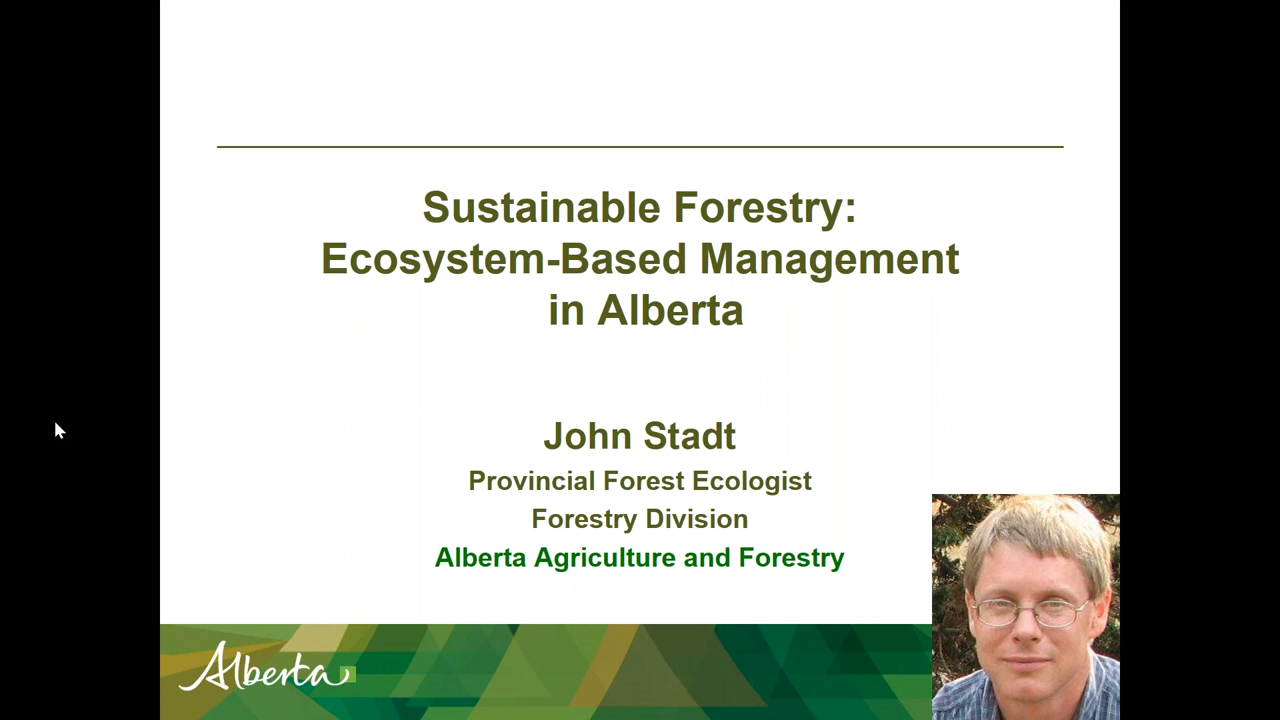 Sustainable Forestry:
Ecosystem-Based Management
in Alberta
John Stadt
Provincial Forest Ecologist
Forestry Division
Alberta Agriculture and Forestry
Alberta